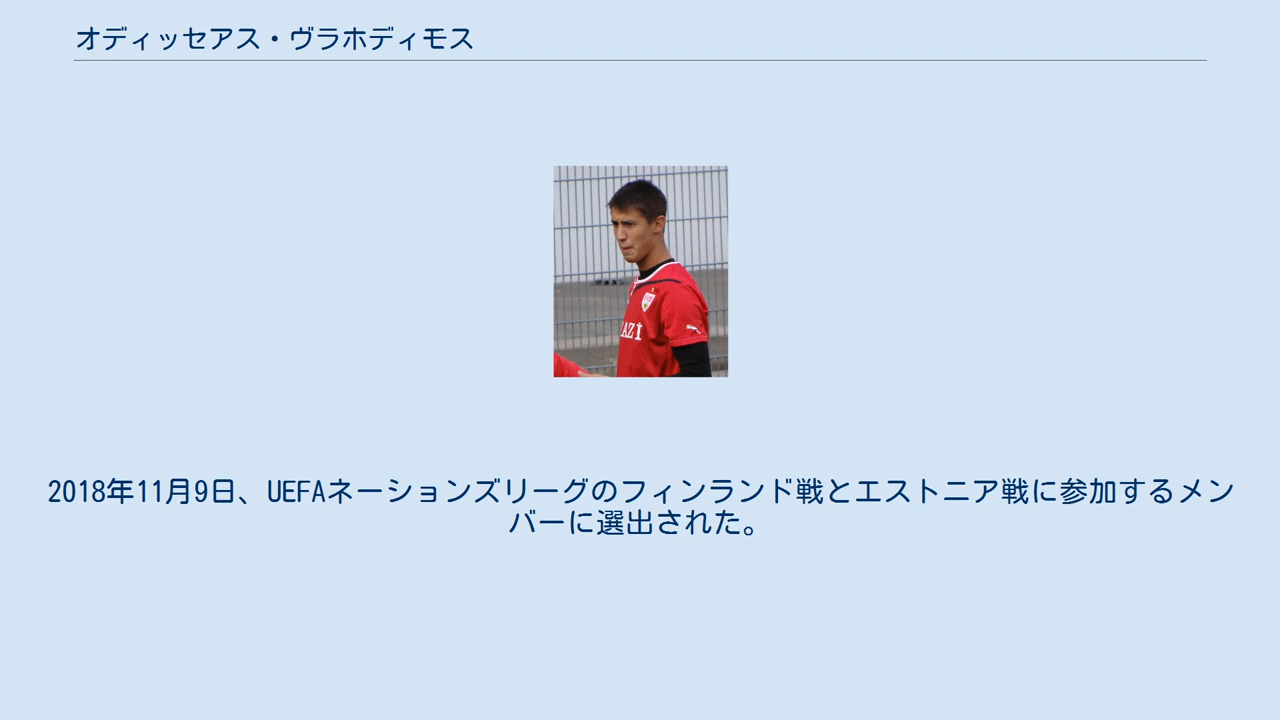 オディッセアス・ヴラホディモス
AZİ
2018年11月9日、UEFAネーションズリーグのフィンランド戦とエストニア戦に参加するメン
バーに選出された。